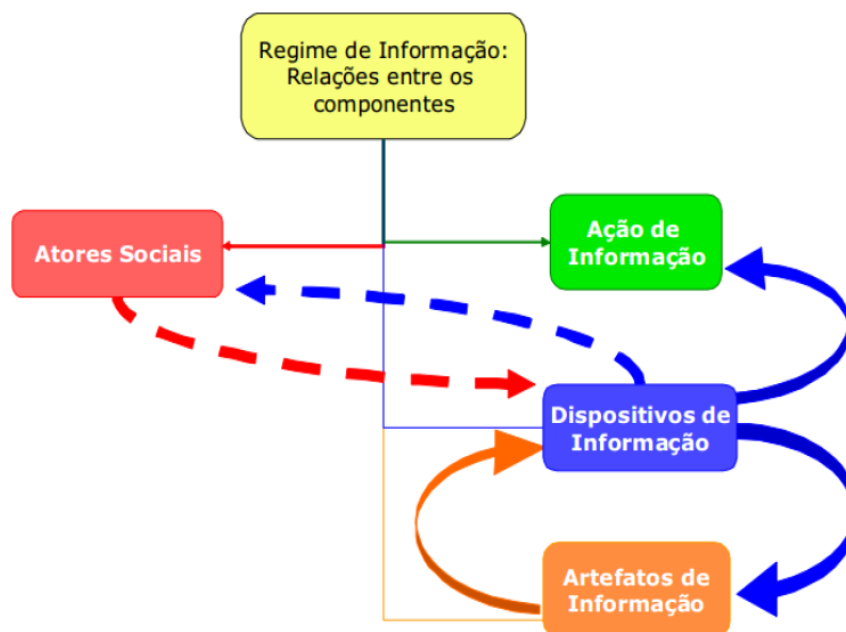 Regime de Informação:
Relações entre os
componentes
Atores Sociais
Ação de
Informação
Dispositivos de
Informação
Artefatos de
Informação